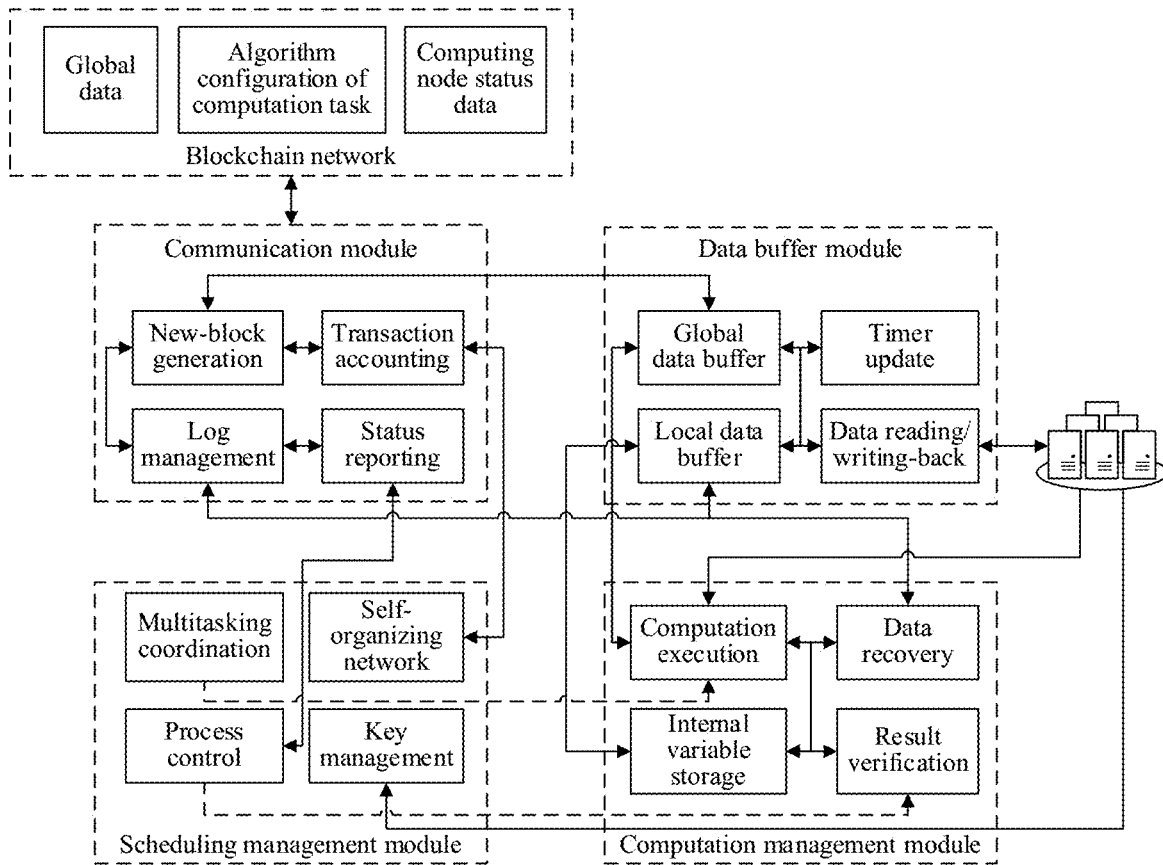 Global
data
Algorithm
configuration of
computation task
Computing
node status
data
Blockchain network
Communication module
New-block
generation
Transaction
accounting
Log
management
Status
reporting
Data buffer module
Global
data buffer
Timer
update
Local data
buffer
Data reading/
writing-back
Multitasking
coordination
Self-
organizing
network
Process
control
Key
management
Scheduling management module
Computation
execution
Data
recovery
Internal
variable
storage
Result
verification
Computation management module